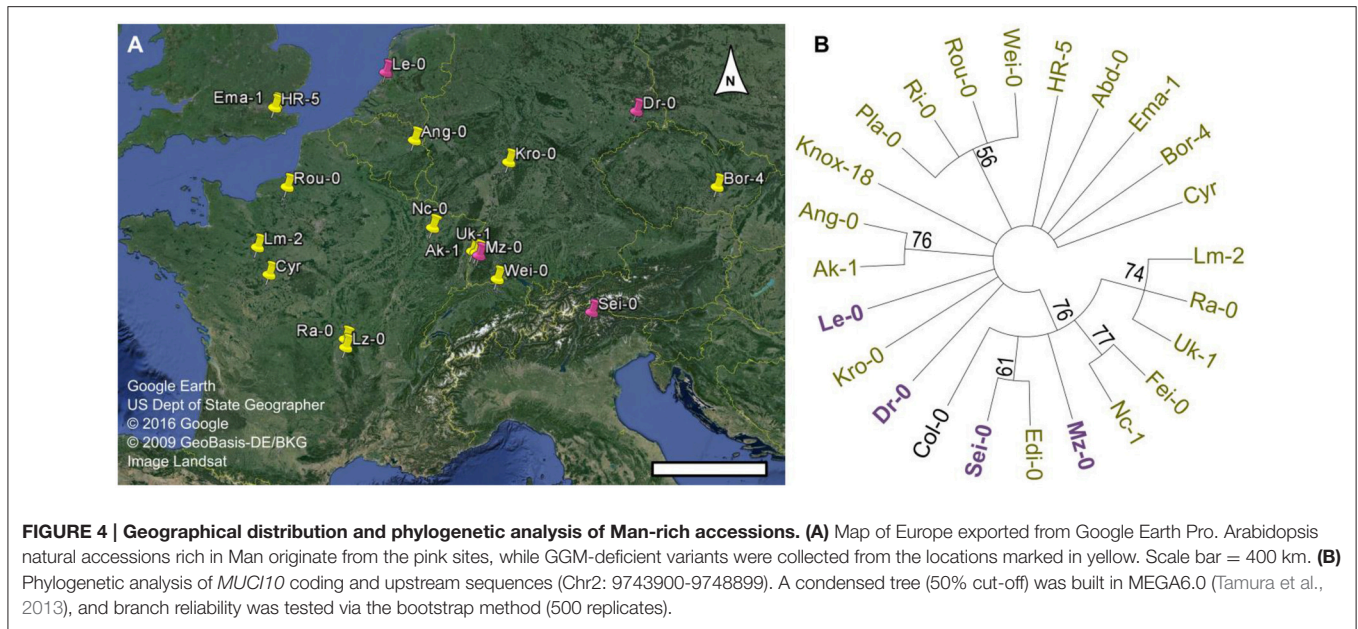 A
N
Le-0
Ema-1
HR-5
Dr-0
Ang-0
Kro-0
Rou-0
Bor-4
Nc-0
Lm-2
Uk-1
Ak-1
Mz-0
Cyr
Wei-0
Sei-0
Ra-0
Lz-0
Google Earth
US Dept of State Geographer
© 2016 Google
© 2009 GeoBasis-DE/BKG
Image Landsat
B
Wei-0
Rou-0
Ri-0
Pla-0
56
HR-5
Abd-0
Ema-1
Bor-4
Cyr
Knox-18
Ang-0
76
Ak-1
Le-0
Kro-0
Dr-0
Col-0
Sei-0
61
Edi-0
Mz-0
76
77
Nc-1
Fei-0
74
Uk-1
Ra-0
Lm-2
FIGURE 4 | Geographical distribution and phylogenetic analysis of Man-rich accessions. (A) Map of Europe exported from Google Earth Pro. Arabidopsis
natural accessions rich in Man originate from the pink sites, while GGM-deficient variants were collected from the locations marked in yellow. Scale bar = 400 km. (B)
Phylogenetic analysis of MUCI10 coding and upstream sequences (Chr2: 9743900-9748899). A condensed tree (50% cut-off) was built in MEGA6.0 (Tamura et al.,
2013), and branch reliability was tested via the bootstrap method (500 replicates).